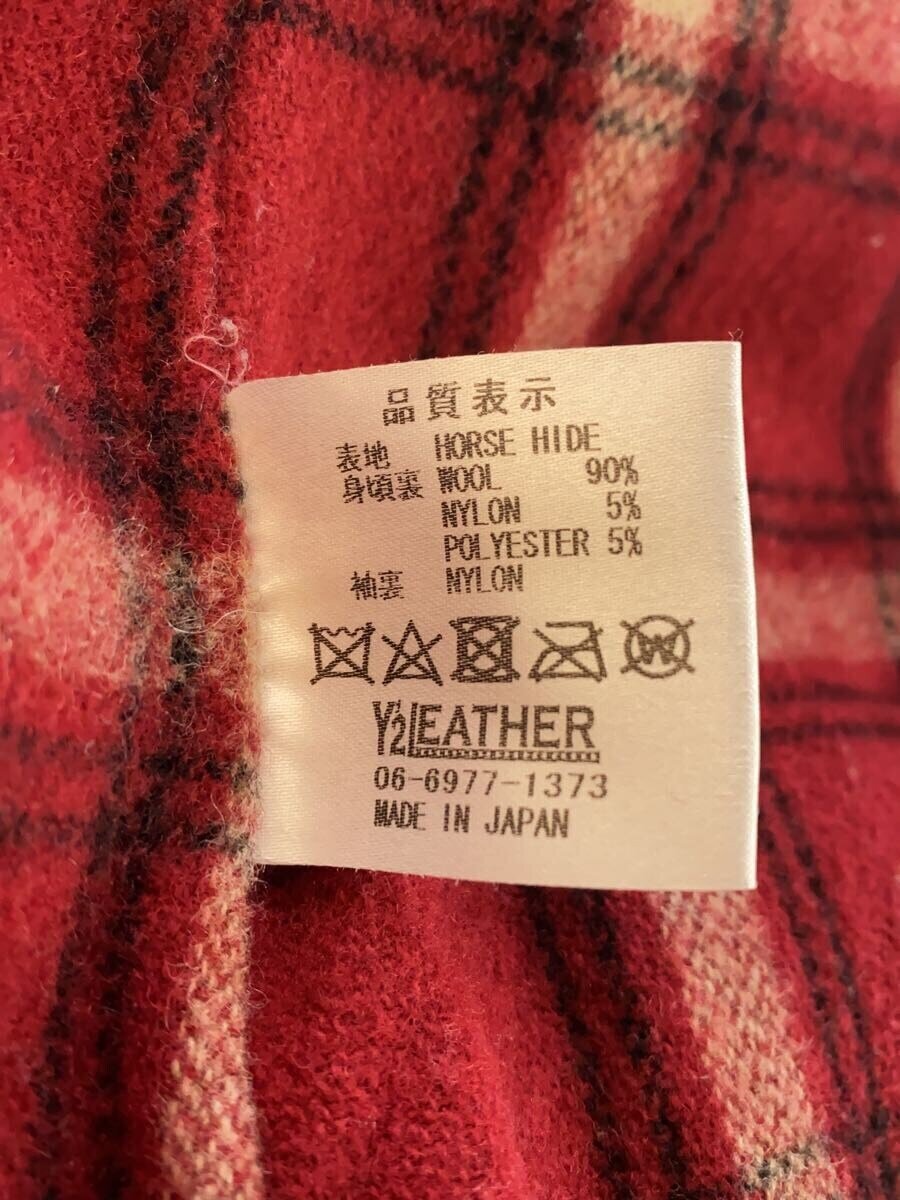 品質表示
表地 HORSE HIDE
身頃裏 WOOL 90%
NYLON 5%
POLYESTER 5%
袖裏 NYLON
W
Y'2LEATHER
06-6977-1373
MADE IN JAPAN